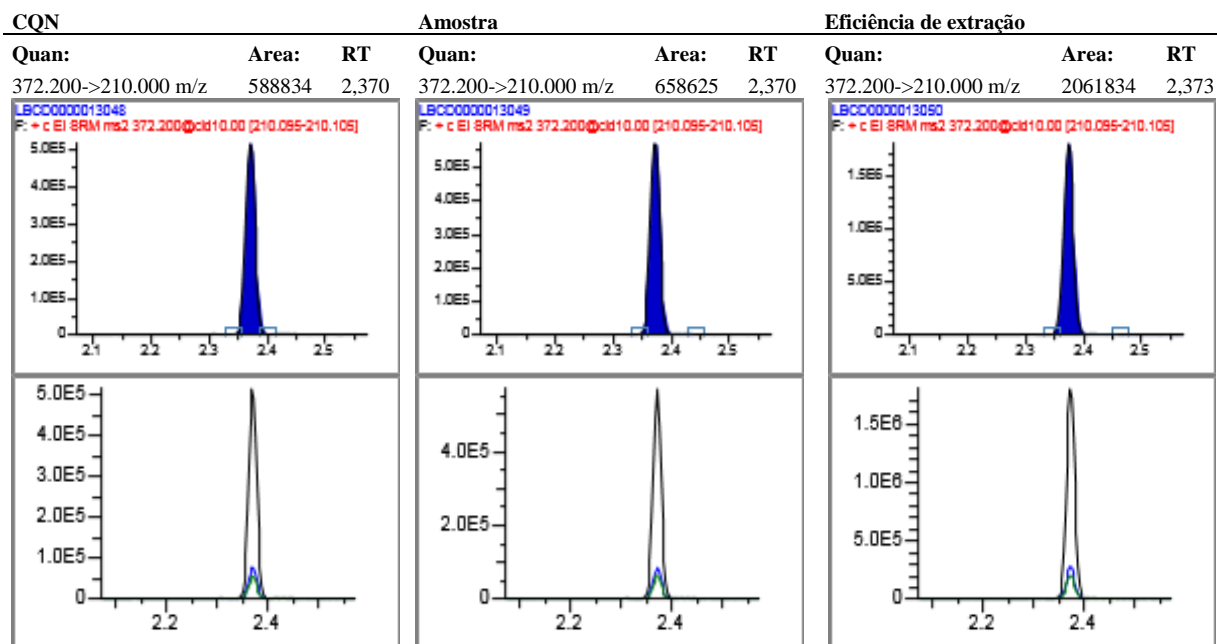 CQN Amostra Eficiência de extração
Quan: Area: RT Quan: Area: RT Quan: Area: RT
372.200->210.000 m/z 588834 2,370 372.200->210.000 m/z 658625 2,370 372.200->210.000 m/z 2061834 2,373
LBCD0000013048 LBCD0000013049 LBCD0000013050
F: + c EI SRM ms2 372.200@cid10.00 [210.095-210.105] F: + c EI SRM ms2 372.200@cid10.00 [210.095-210.105] F: + c EI SRM ms2 372.200@cid10.00 [210.095-210.105]
5.0E5 5.0E5 1.5E6
4.0E5 4.0E5 1.0E6
3.0E5 3.0E5 5.0E5
2.0E5 2.0E5
1.0E5 1.0E5
0 0 0
2.1 2.2 2.3 2.4 2.5 2.1 2.2 2.3 2.4 2.5 2.1 2.2 2.3 2.4 2.5
5.0E5 4.0E5 1.5E6
4.0E5 2.0E5 1.0E6
3.0E5 5.0E5
2.0E5
1.0E5
0 0 0
2.2 2.4 2.2 2.4 2.2 2.4